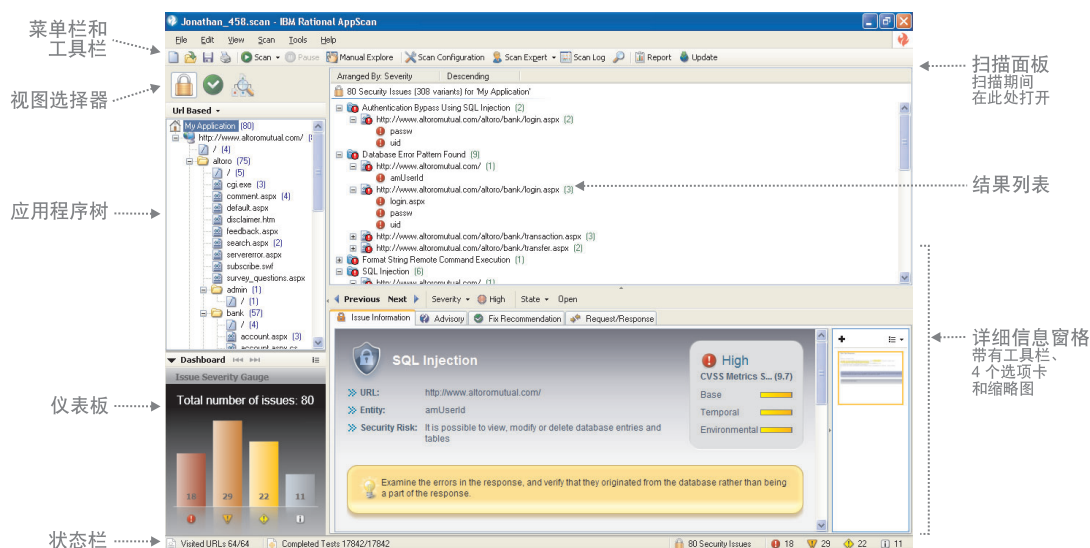 菜单栏和
工具栏
视图选择器
应用程序树
仪表板
状态栏
扫描面板
扫描期间
在此处打开
结果列表
详细信息窗格
带有工具栏、
4 个选项卡
和缩略图
Jonathan_458.scan - IBM Rational AppScan
File Edit View Scan Tools Help
Scan Pause Manual Explore Scan Configuration Scan Expert Scan Log Report Update
Url Based
My Application (80)
http://www.altoromutual.com/
/ (4)
altoro (75)
/ (5)
cgi.exe (3)
comment.aspx (4)
default.aspx
disclaimer.htm
feedback.aspx
search.aspx (2)
servererror.aspx
subscribe.swf
survey_questions.aspx
admin (1)
/ (1)
bank (57)
/ (4)
account.aspx (3)
account.aspx.cs
Dashboard
Issue Severity Gauge
Total number of issues: 80
18 29 22 11
Arranged By: Severity Descending
80 Security Issues (308 variants) for 'My Application'
Authentication Bypass Using SQL Injection (2)
http://www.altoromutual.com/altoro/bank/login.aspx (2)
passw
uid
Database Error Pattern Found (9)
http://www.altoromutual.com/ (1)
amUserId
http://www.altoromutual.com/altoro/bank/login.aspx (3)
login.aspx
passw
uid
http://www.altoromutual.com/altoro/bank/transaction.aspx (3)
http://www.altoromutual.com/altoro/bank/transfer.aspx (2)
Format String Remote Command Execution (1)
SQL Injection (6)
http://www.altoromutual.com/ (1)
Previous Next Severity High State Open
Issue Information Advisory Fix Recommendation Request/Response
SQL Injection
URL: http://www.altoromutual.com/
Entity: amUserId
Security Risk: It is possible to view, modify or delete database entries and
tables
High
CVSS Metrics S... (9.7)
Base
Temporal
Environmental
Examine the errors in the response, and verify that they originated from the database rather than being
a part of the response.
Visited URLs 64/64 Completed Tests 17842/17842 80 Security Issues 18 29 22 11